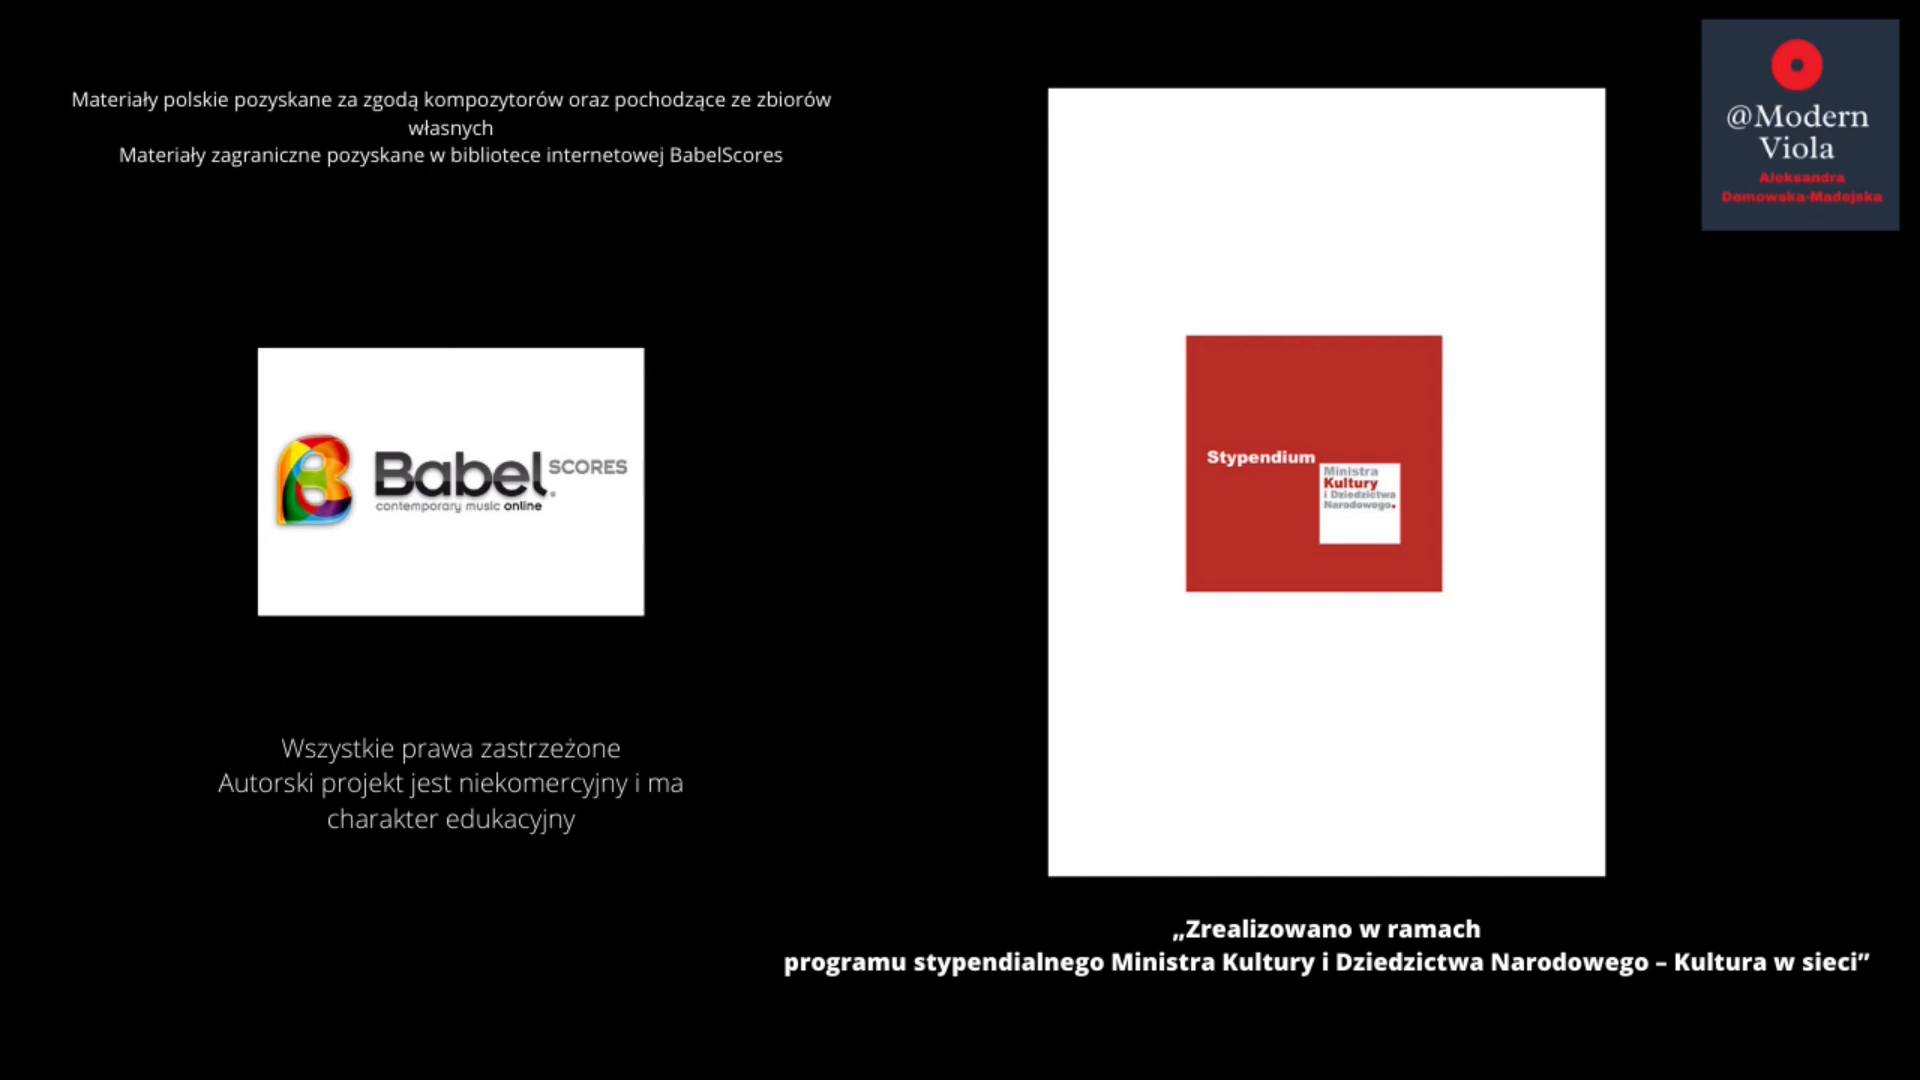 Materiały polskie pozyskane za zgodą kompozytorów oraz pochodzące ze zbiorów
własnych
Materiały zagraniczne pozyskane w bibliotece internetowej BabelScores
@Modern
Viola
Aleksandra
Demowska-Madejska
Babel SCORES
contemporary music online
Stypendium
Ministra
Kultury
i Dziedzictwa
Narodowego.
Wszystkie prawa zastrzeżone
Autorski projekt jest niekomercyjny i ma
charakter edukacyjny
„Zrealizowano w ramach
programu stypendialnego Ministra Kultury i Dziedzictwa Narodowego – Kultura w sieci”